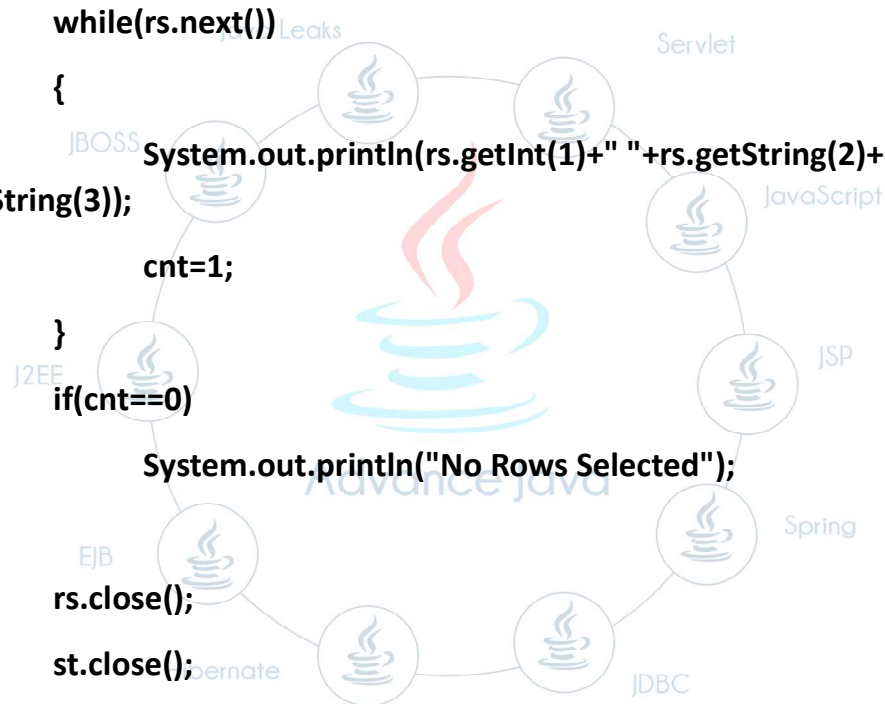 while(rs.next())
Leaks
Servlet
{
JBOSS
System.out.println(rs.getInt(1)+" "+rs.getString(2)+
String(3));
JavaScript
cnt=1;
}
J2EE
JSP
if(cnt==0)
System.out.println("No Rows Selected");
Advance Java
Spring
EJB
rs.close();
st.close();
JDBC